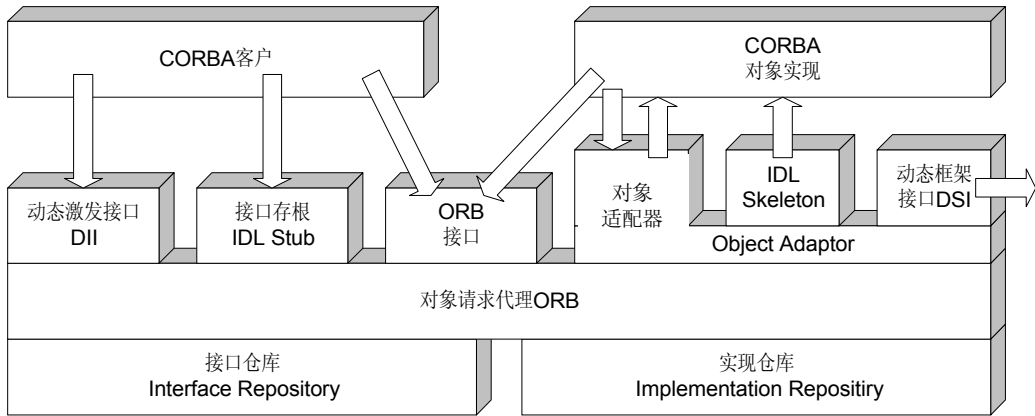 CORBA客户
CORBA
对象实现
动态激发接口
DII
接口存根
IDL Stub
ORB
接口
对象
适配器
IDL
Skeleton
动态框架
接口DSI
Object Adaptor
对象请求代理ORB
接口仓库
Interface Repository
实现仓库
Implementation Repositiry